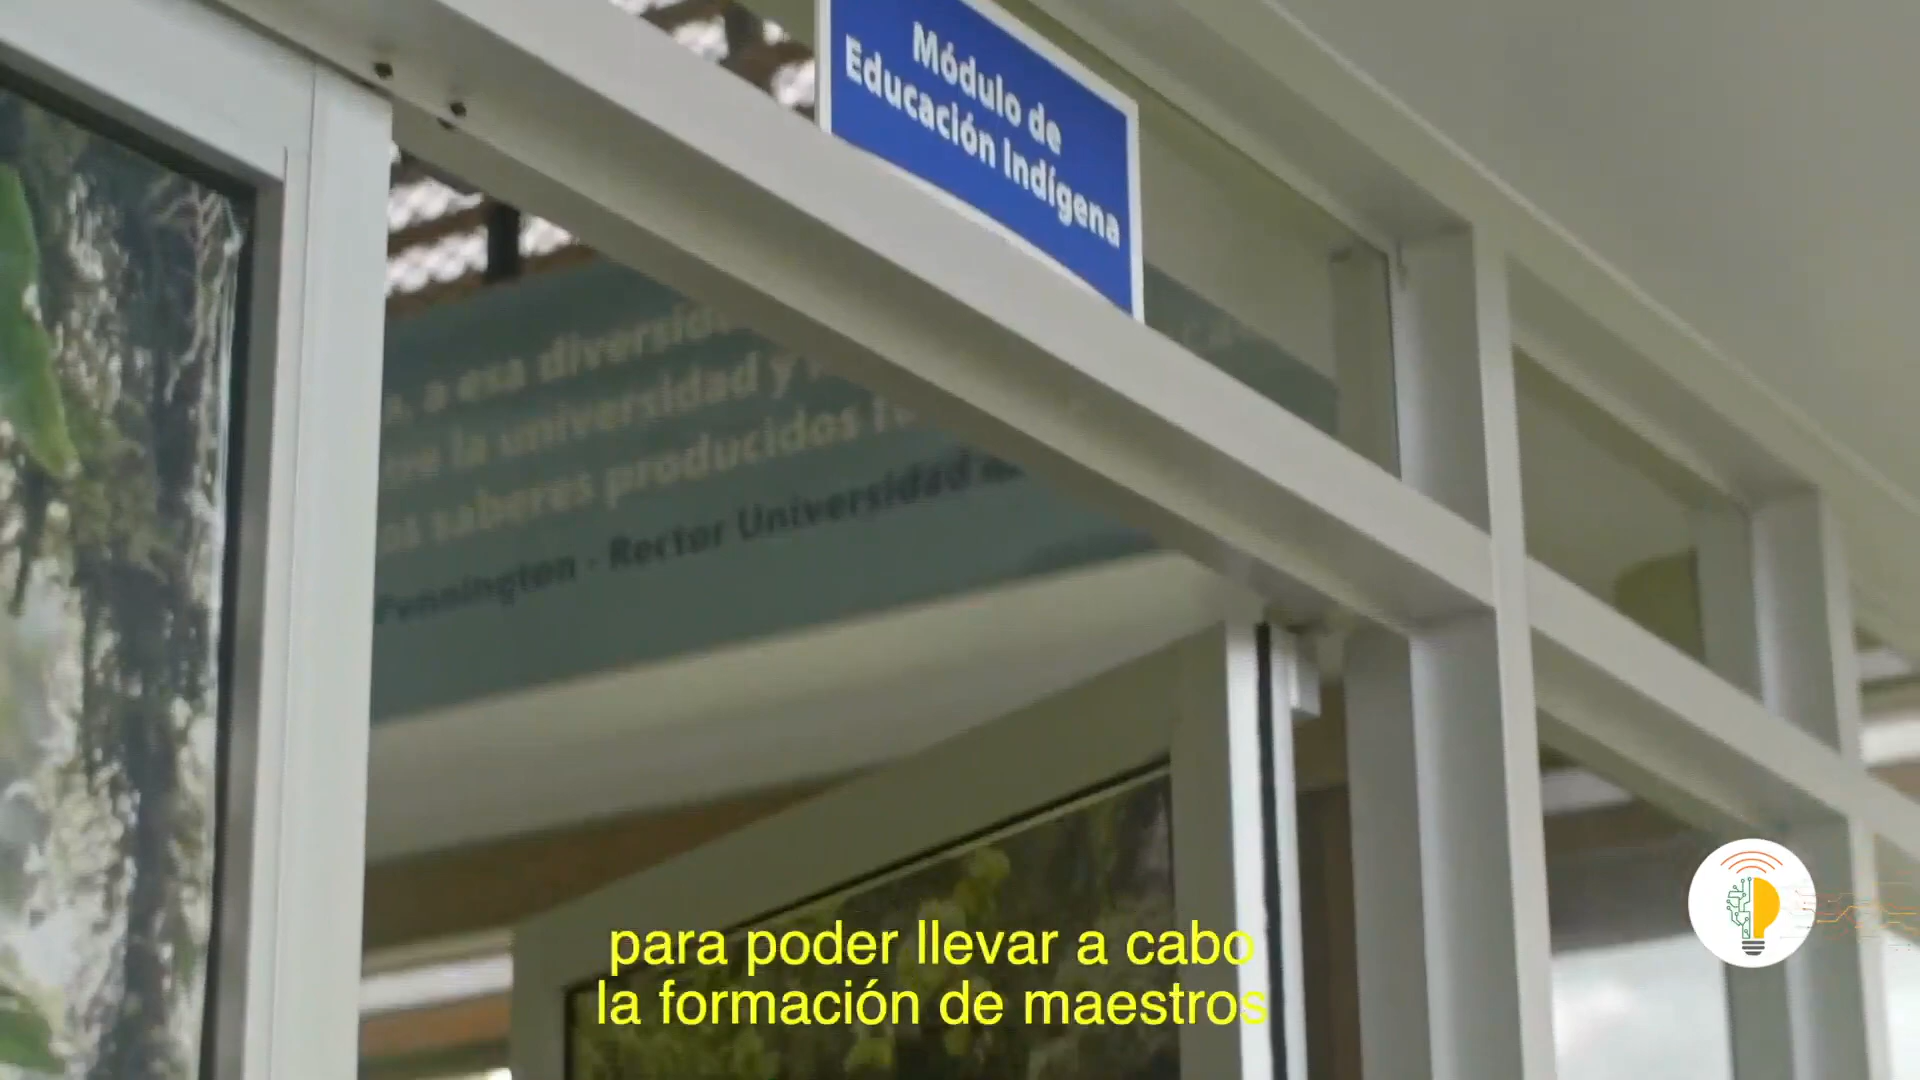 Módulo de
Educación Indígena
a esa
la universidad y
saberes producidos
Pennington - Rector Universidad
para poder llevar a cabo
la formación de maestros